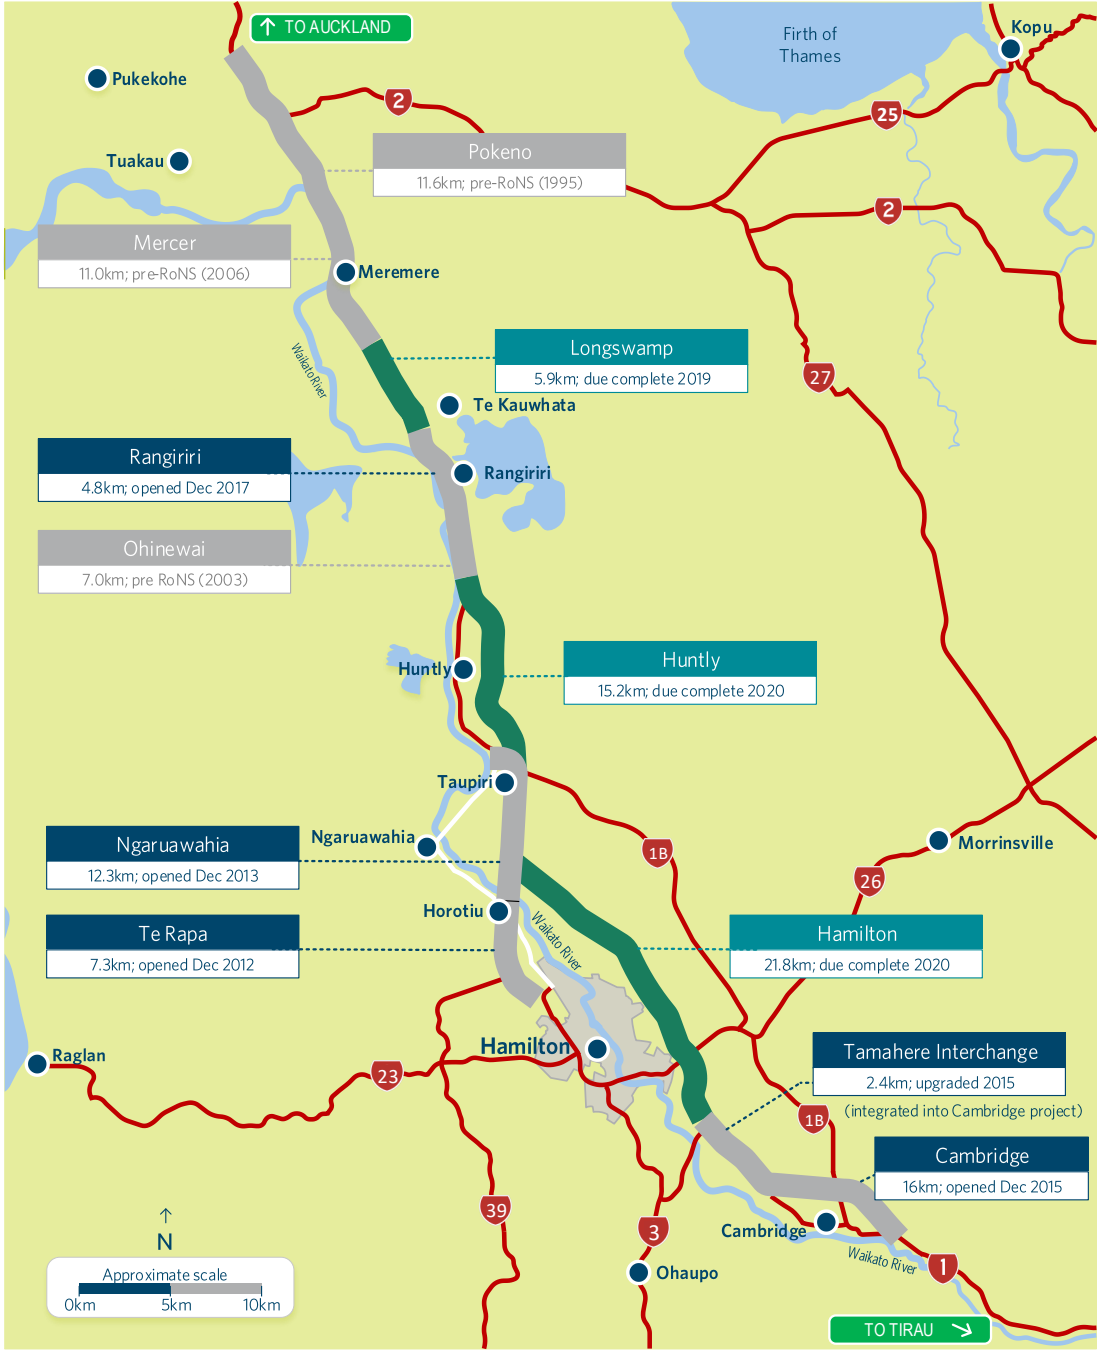 TO AUCKLAND
Firth of
Thames
Kopu
Pukekohe
2
25
Tuakau
Pokeno
11.6km; pre-RoNS (1995)
2
Mercer
11.0km; pre-RoNS (2006)
Meremere
Waikato River
Longswamp
5.9km; due complete 2019
27
Te Kauwhata
Rangiriri
4.8km; opened Dec 2017
Rangiriri
Ohinewai
7.0km; pre RoNS (2003)
Huntly
Huntly
15.2km; due complete 2020
Taupiri
Ngaruawahia
Ngaruawahia
12.3km; opened Dec 2013
1B
Morrinsville
26
Horotiu
Te Rapa
7.3km; opened Dec 2012
Waikato River
Hamilton
21.8km; due complete 2020
Hamilton
Raglan
23
Tamahere Interchange
2.4km; upgraded 2015
(integrated into Cambridge project)
1B
Cambridge
16km; opened Dec 2015
39
3
Cambridge
Waikato River
1
Ohaupo
N
Approximate scale
0km 5km 10km
TO TIRAU